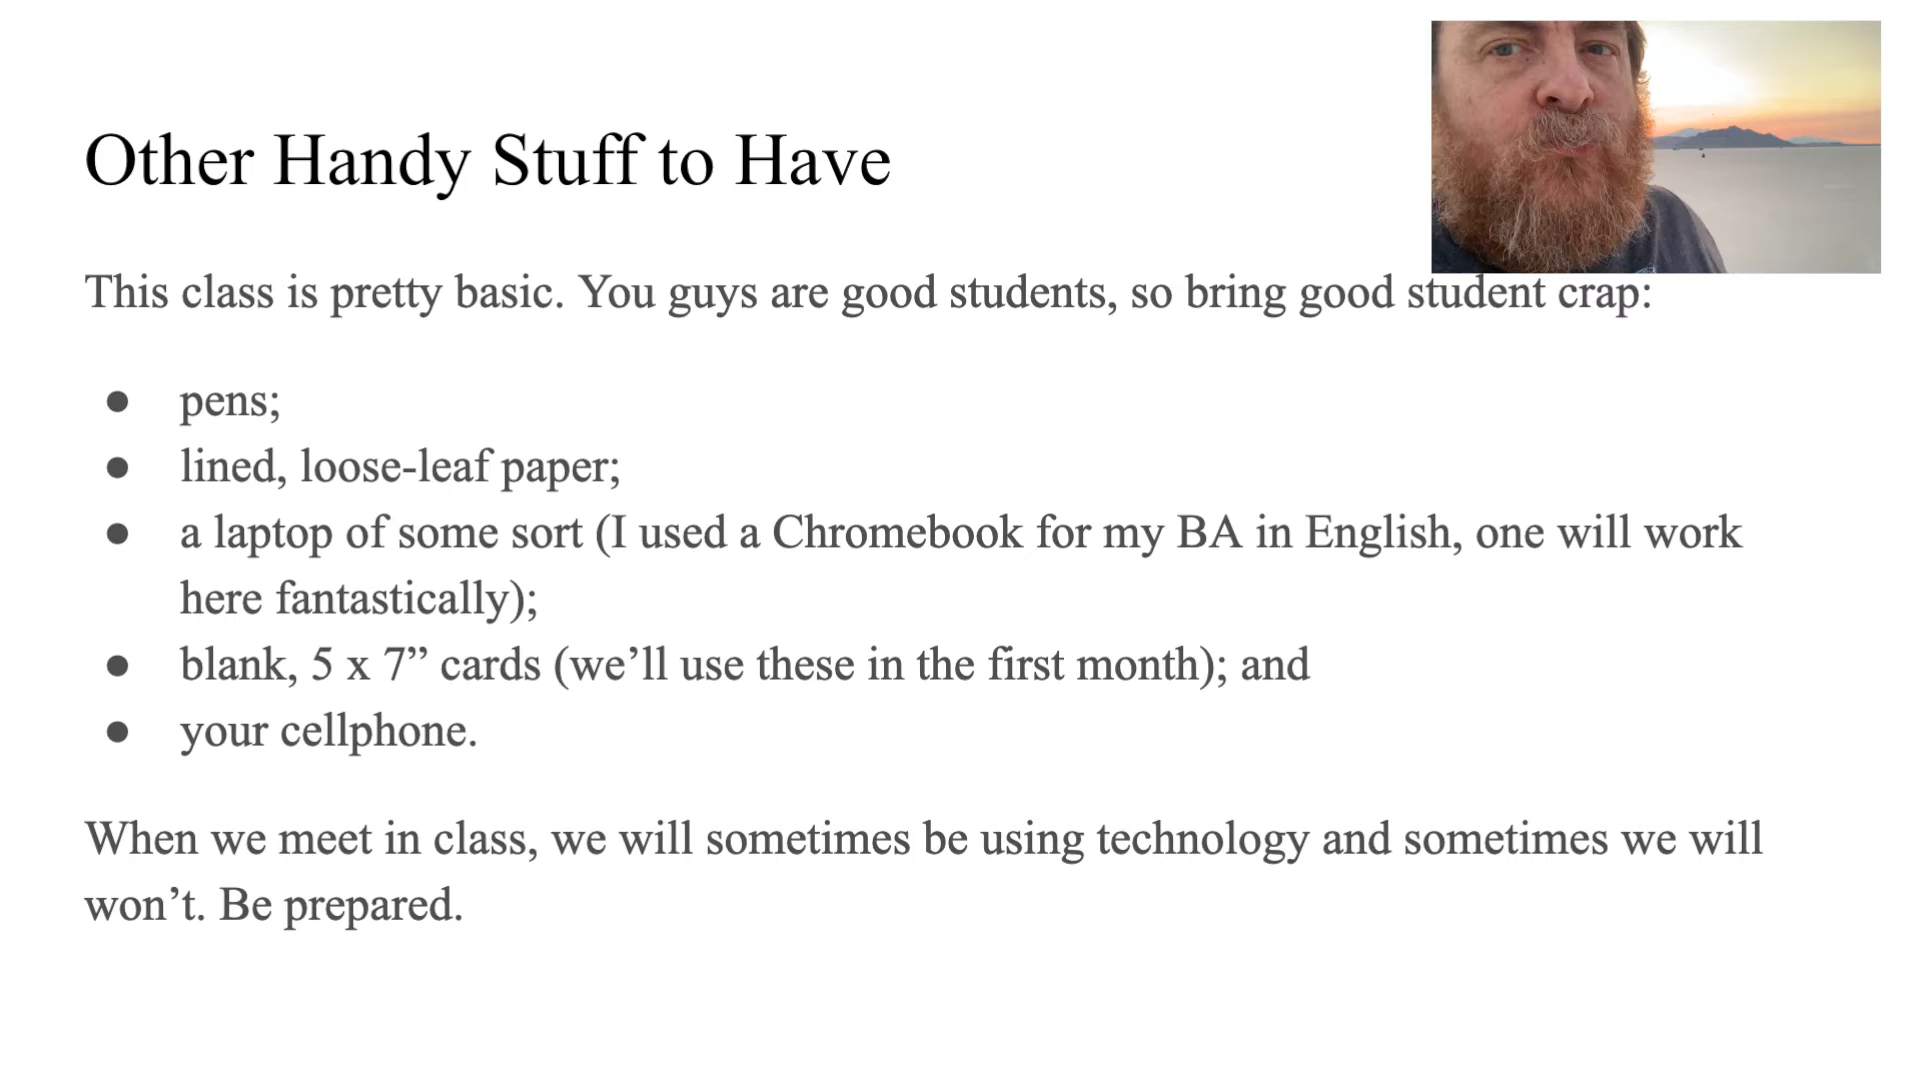 Other Handy Stuff to Have
This class is pretty basic. You guys are good students, so bring good student crap:
● pens;
● lined, loose-leaf paper;
● a laptop of some sort (I used a Chromebook for my BA in English, one will work
here fantastically);
● blank, 5 x 7” cards (we’ll use these in the first month); and
● your cellphone.
When we meet in class, we will sometimes be using technology and sometimes we will
won’t. Be prepared.